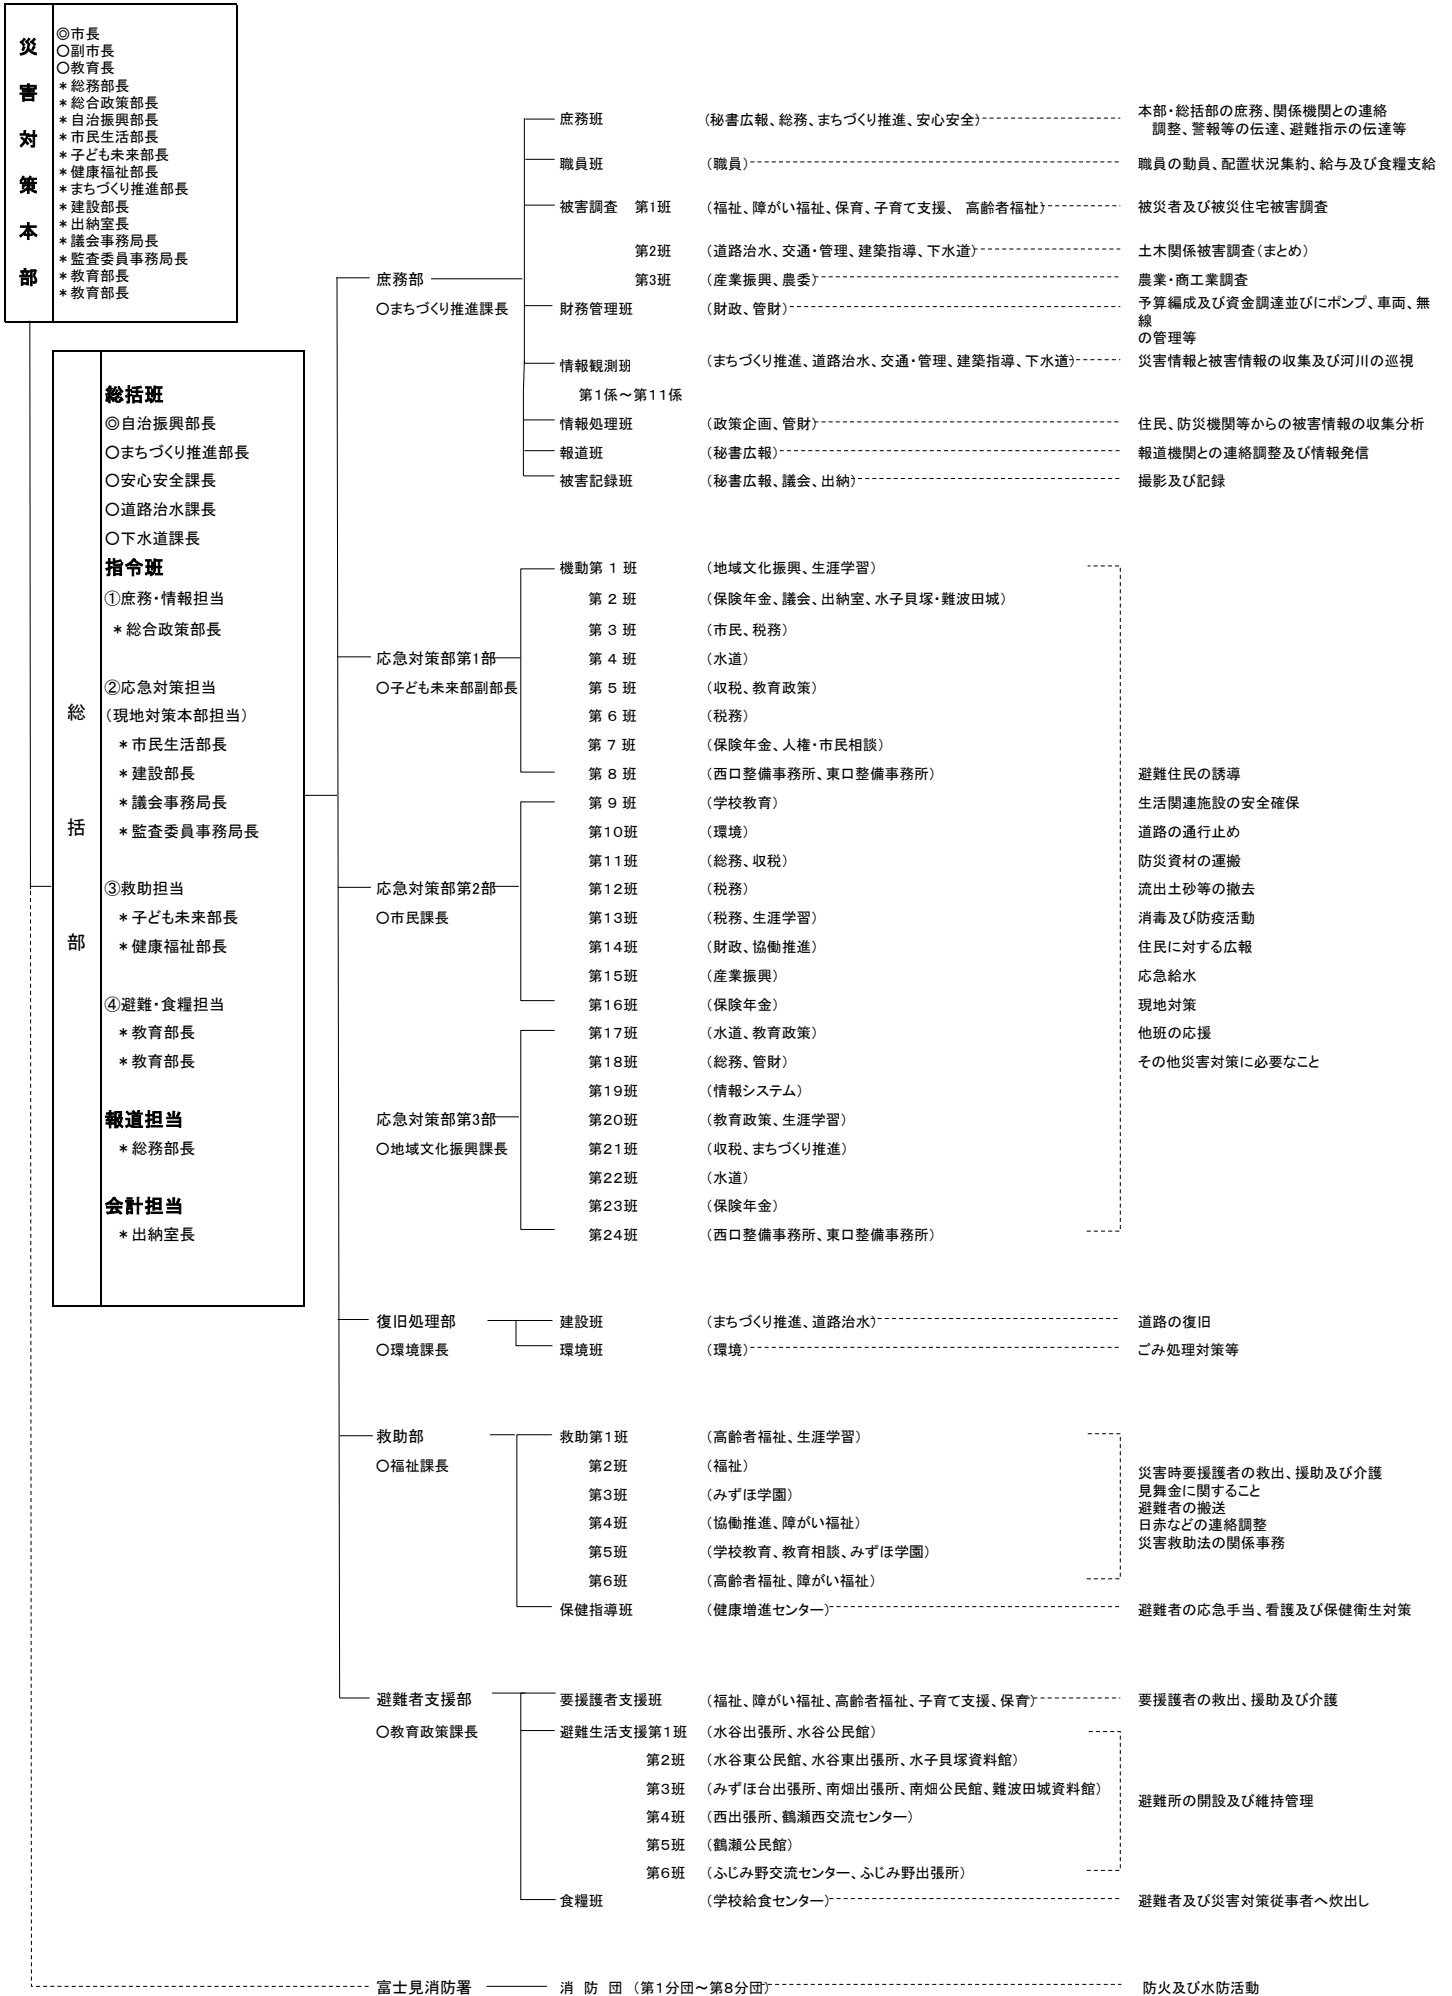 災害対策本部
◎市長
○副市長
○教育長
＊総務部長
＊総合政策部長
＊自治振興部長
＊市民生活部長
＊子ども未来部長
＊健康福祉部長
＊まちづくり推進部長
＊建設部長
＊出納室長
＊議会事務局長
＊監査委員事務局長
＊教育部長
＊教育部長
総括部
総括班
◎自治振興部長
○まちづくり推進部長
○安心安全課長
○道路治水課長
○下水道課長
指令班
①庶務・情報担当
＊総合政策部長
②応急対策担当
（現地対策本部担当）
＊市民生活部長
＊建設部長
＊議会事務局長
＊監査委員事務局長
③救助担当
＊子ども未来部長
＊健康福祉部長
④避難・食糧担当
＊教育部長
＊教育部長
報道担当
＊総務部長
会計担当
＊出納室長
庶務部
○まちづくり推進課長
庶務班 （秘書広報、総務、まちづくり推進、安心安全） 本部・総括部の庶務、関係機関との連絡
調整、警報等の伝達、避難指示の伝達等
職員班 （職員） 職員の動員、配置状況集約、給与及び食糧支給
被害調査 第1班 （福祉、障がい福祉、保育、子育て支援、 高齢者福祉） 被災者及び被災住宅被害調査
第2班 （道路治水、交通・管理、建築指導、下水道） 土木関係被害調査（まとめ）
第3班 （産業振興、農委） 農業・商工業調査
財務管理班 （財政、管財） 予算編成及び資金調達並びにポンプ、車両、無
線
の管理等
情報観測班 （まちづくり推進、道路治水、交通・管理、建築指導、下水道） 災害情報と被害情報の収集及び河川の巡視
第1係～第11係
情報処理班 （政策企画、管財） 住民、防災機関等からの被害情報の収集分析
報道班 （秘書広報） 報道機関との連絡調整及び情報発信
被害記録班 （秘書広報、議会、出納） 撮影及び記録
応急対策部第1部
○子ども未来部副部長
機動第 1 班 （地域文化振興、生涯学習）
第 2 班 （保険年金、議会、出納室、水子貝塚・難波田城）
第 3 班 （市民、税務）
第 4 班 （水道）
第 5 班 （収税、教育政策）
第 6 班 （税務）
第 7 班 （保険年金、人権・市民相談）
第 8 班 （西口整備事務所、東口整備事務所） 避難住民の誘導
応急対策部第2部
○市民課長
第 9 班 （学校教育） 生活関連施設の安全確保
第10班 （環境） 道路の通行止め
第11班 （総務、収税） 防災資材の運搬
第12班 （税務） 流出土砂等の撤去
第13班 （税務、生涯学習） 消毒及び防疫活動
第14班 （財政、協働推進） 住民に対する広報
第15班 （産業振興） 応急給水
第16班 （保険年金） 現地対策
応急対策部第3部
○地域文化振興課長
第17班 （水道、教育政策） 他班の応援
第18班 （総務、管財） その他災害対策に必要なこと
第19班 （情報システム）
第20班 （教育政策、生涯学習）
第21班 （収税、まちづくり推進）
第22班 （水道）
第23班 （保険年金）
第24班 （西口整備事務所、東口整備事務所）
復旧処理部
○環境課長
建設班 （まちづくり推進、道路治水） 道路の復旧
環境班 （環境） ごみ処理対策等
救助部
○福祉課長
救助第1班 （高齢者福祉、生涯学習）
第2班 （福祉）
第3班 （みずほ学園）
第4班 （協働推進、障がい福祉）
第5班 （学校教育、教育相談、みずほ学園）
第6班 （高齢者福祉、障がい福祉）
災害時要援護者の救出、援助及び介護
見舞金に関すること
避難者の搬送
日赤などの連絡調整
災害救助法の関係事務
保健指導班 （健康増進センター） 避難者の応急手当、看護及び保健衛生対策
避難者支援部
○教育政策課長
要援護者支援班 （福祉、障がい福祉、高齢者福祉、子育て支援、保育） 要援護者の救出、援助及び介護
避難生活支援第1班 （水谷出張所、水谷公民館）
第2班 （水谷東公民館、水谷東出張所、水子貝塚資料館）
第3班 （みずほ台出張所、南畑出張所、南畑公民館、難波田城資料館）
避難所の開設及び維持管理
第4班 （西出張所、鶴瀬西交流センター）
第5班 （鶴瀬公民館）
第6班 （ふじみ野交流センター、ふじみ野出張所）
食糧班 （学校給食センター） 避難者及び災害対策従事者へ炊出し
富士見消防署 消 防 団 （第1分団～第8分団） 防火及び水防活動